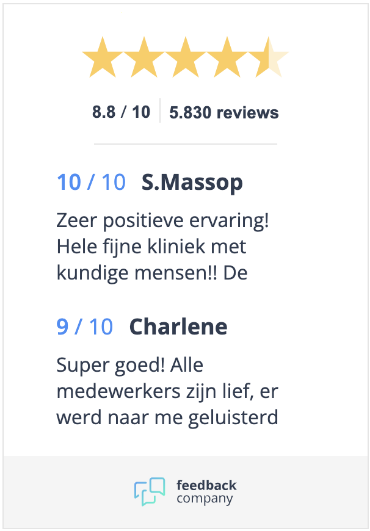 8.8 / 10 5.830 reviews
10 / 10 S.Massop
Zeer positieve ervaring!
Hele fijne kliniek met
kundige mensen!! De
9 / 10 Charlene
Super goed! Alle
medewerkers zijn lief, er
werd naar me geluisterd
feedback
company